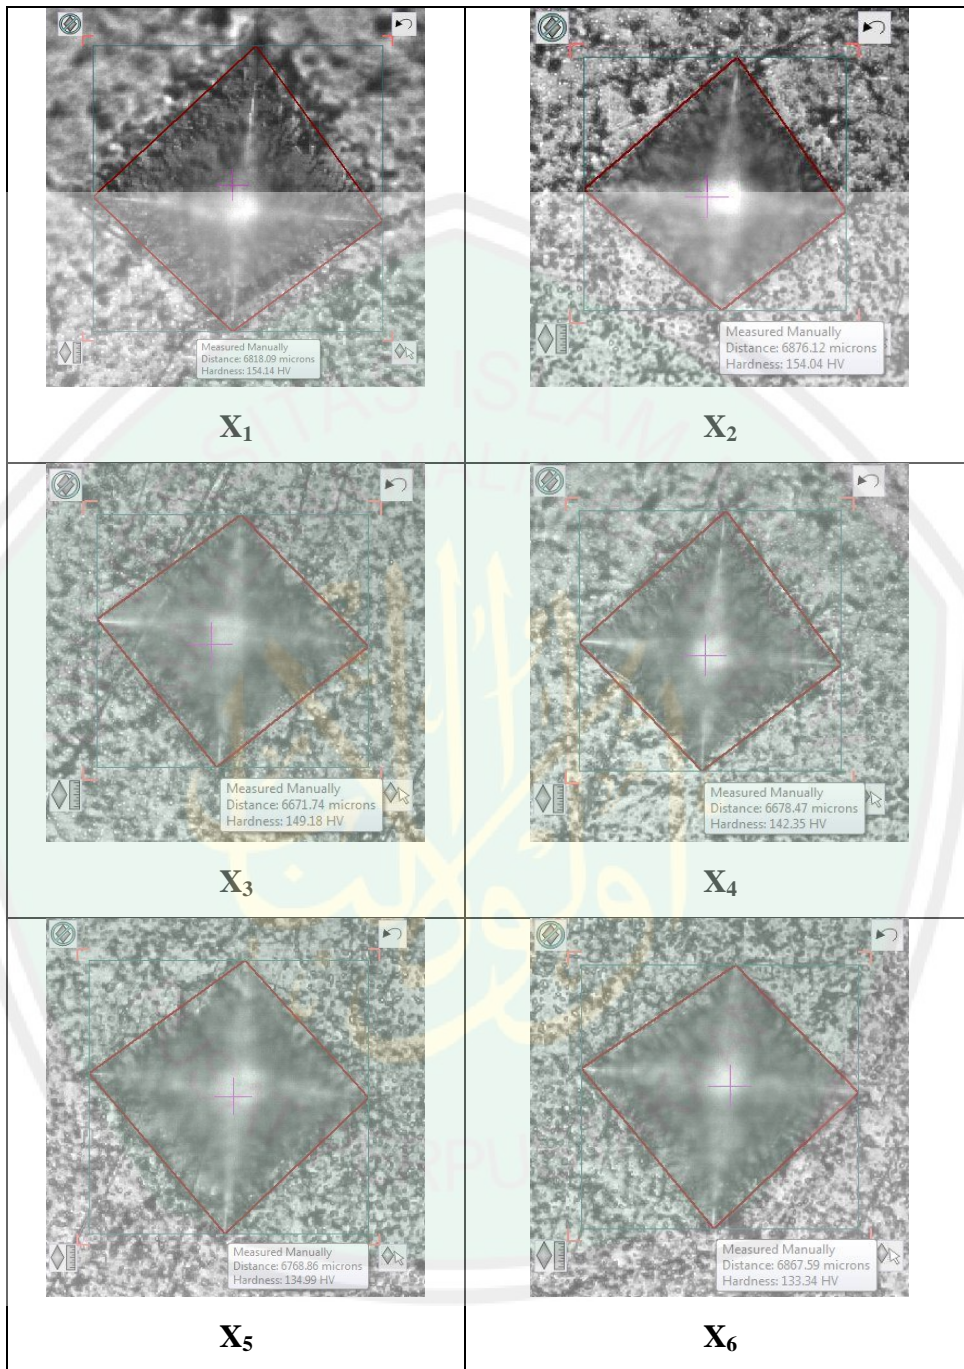 Measured Manually
Distance: 6818.09 microns
Hardness: 154.14 HV
Measured Manually
Distance: 6876.12 microns
Hardness: 154.04 HV
X₁
X₂
Measured Manually
Distance: 6671.74 microns
Hardness: 149.18 HV
Measured Manually
Distance: 6678.47 microns
Hardness: 142.35 HV
X₃
X₄
Measured Manually
Distance: 6768.86 microns
Hardness: 134.99 HV
Measured Manually
Distance: 6867.59 microns
Hardness: 133.34 HV
X₅
X₆